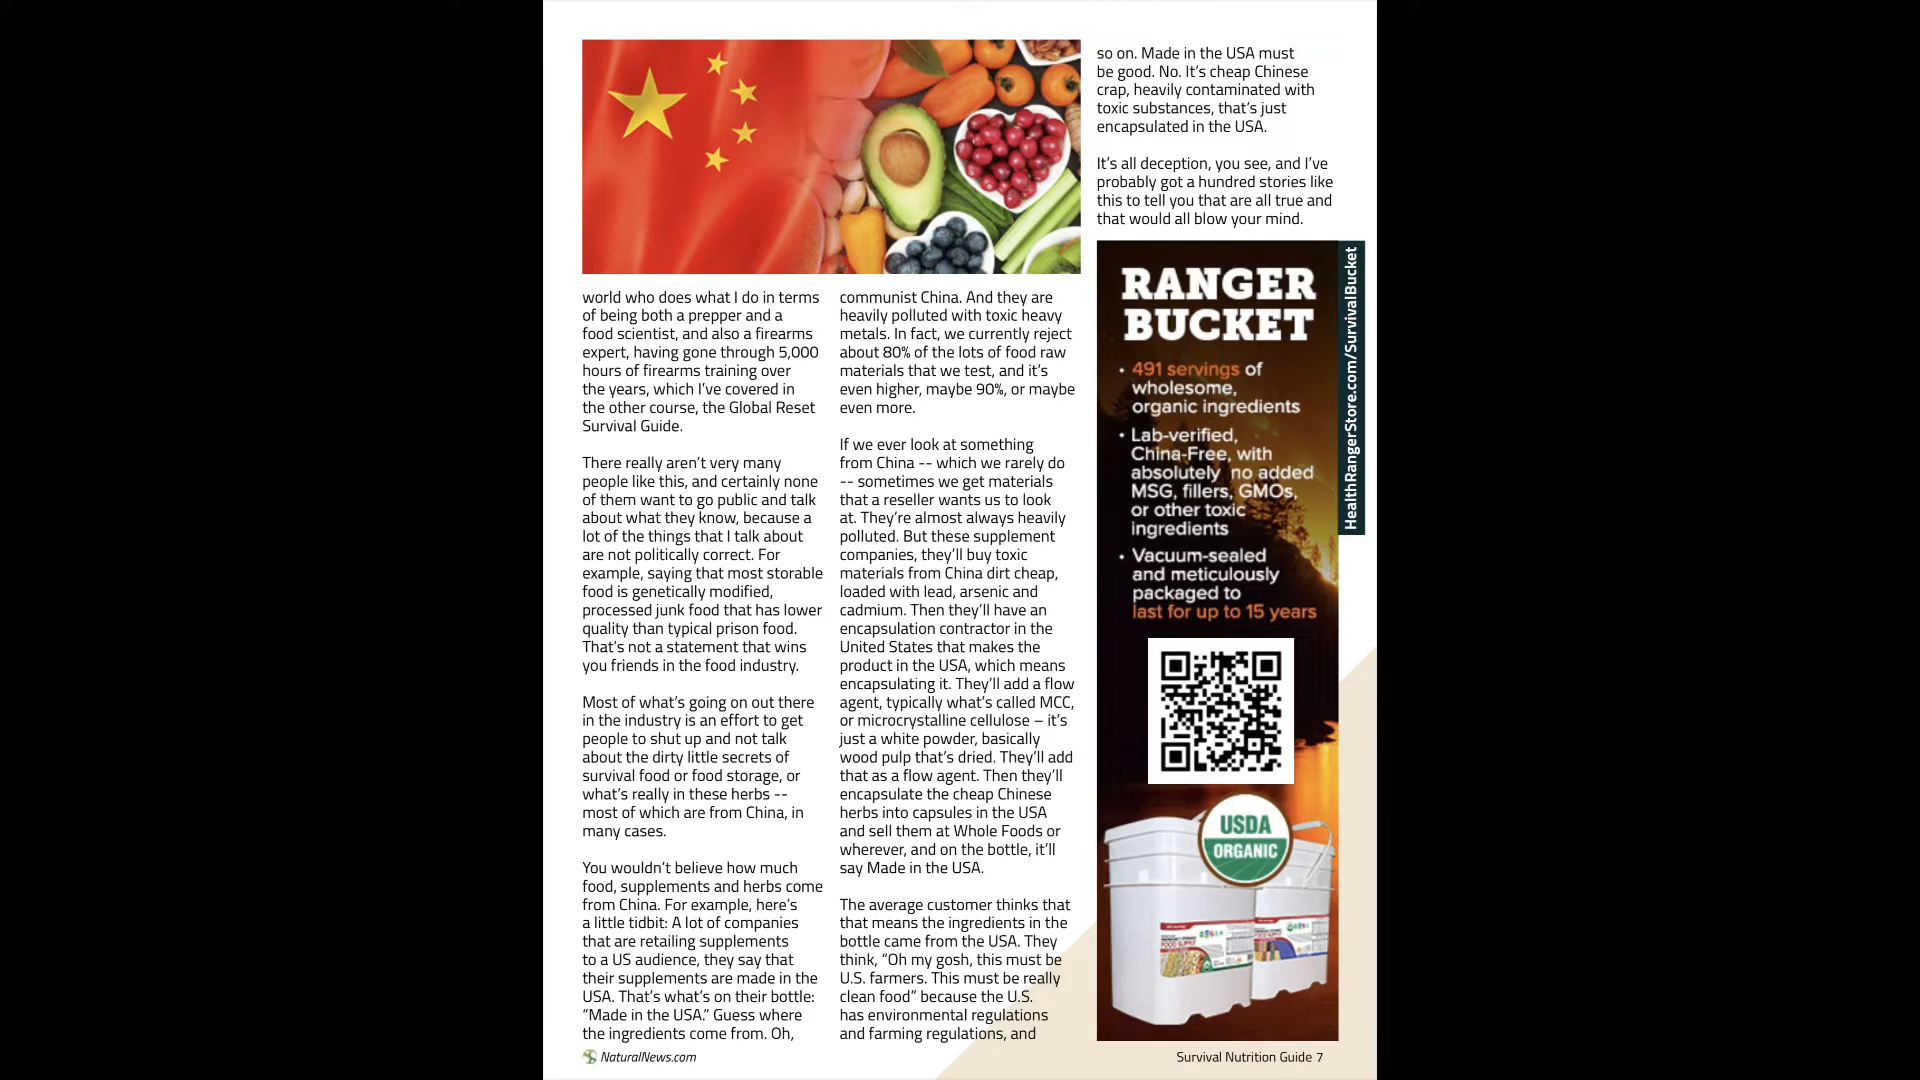 world who does what I do in terms
of being both a prepper and a
food scientist, and also a firearms
expert, having gone through 5,000
hours of firearms training over
the years, which I've covered in
the other course, the Global Reset
Survival Guide.
There really aren't very many
people like this, and certainly none
of them want to go public and talk
about what they know, because a
lot of the things that I talk about
are not politically correct. For
example, saying that most storable
food is genetically modified,
processed junk food that has lower
quality than typical prison food.
That's not a statement that wins
you friends in the food industry.
Most of what's going on out there
in the industry is an effort to get
people to shut up and not talk
about the dirty little secrets of
survival food or food storage, or
what's really in these herbs --
most of which are from China, in
many cases.
You wouldn't believe how much
food, supplements and herbs come
from China. For example, here's
a little tidbit: A lot of companies
that are retailing supplements
to a US audience, they say that
their supplements are made in the
USA. That's what's on their bottle:
“Made in the USA.” Guess where
the ingredients come from. Oh,
communist China. And they are
heavily polluted with toxic heavy
metals. In fact, we currently reject
about 80% of the lots of food raw
materials that we test, and it's
even higher, maybe 90%, or maybe
even more.
If we ever look at something
from China -- which we rarely do
-- sometimes we get materials
that a reseller wants us to look
at. They're almost always heavily
polluted. But these supplement
companies, they'll buy toxic
materials from China dirt cheap,
loaded with lead, arsenic and
cadmium. Then they'll have an
encapsulation contractor in the
United States that makes the
product in the USA, which means
encapsulating it. They'll add a flow
agent, typically what's called MCC,
or microcrystalline cellulose – it's
just a white powder, basically
wood pulp that's dried. They'll add
that as a flow agent. Then they'll
encapsulate the cheap Chinese
herbs into capsules in the USA
and sell them at Whole Foods or
wherever, and on the bottle, it'll
say Made in the USA.
The average customer thinks that
that means the ingredients in the
bottle came from the USA. They
think, “Oh my gosh, this must be
U.S. farmers. This must be really
clean food” because the U.S.
has environmental regulations
and farming regulations, and
so on. Made in the USA must
be good. No. It's cheap Chinese
crap, heavily contaminated with
toxic substances, that's just
encapsulated in the USA.
It's all deception, you see, and I've
probably got a hundred stories like
this to tell you that are all true and
that would all blow your mind.
RANGER
BUCKET
• 491 servings of
wholesome,
organic ingredients
• Lab-verified,
China-Free, with
absolutely no added
MSG, fillers, GMOs,
or other toxic
ingredients
• Vacuum-sealed
and meticulously
packaged to
last for up to 15 years
HealthRangerStore.com/SurvivalBucket
USDA
ORGANIC
FOOD SUPPLY
FOOD SUPPLY
NaturalNews.com
Survival Nutrition Guide 7